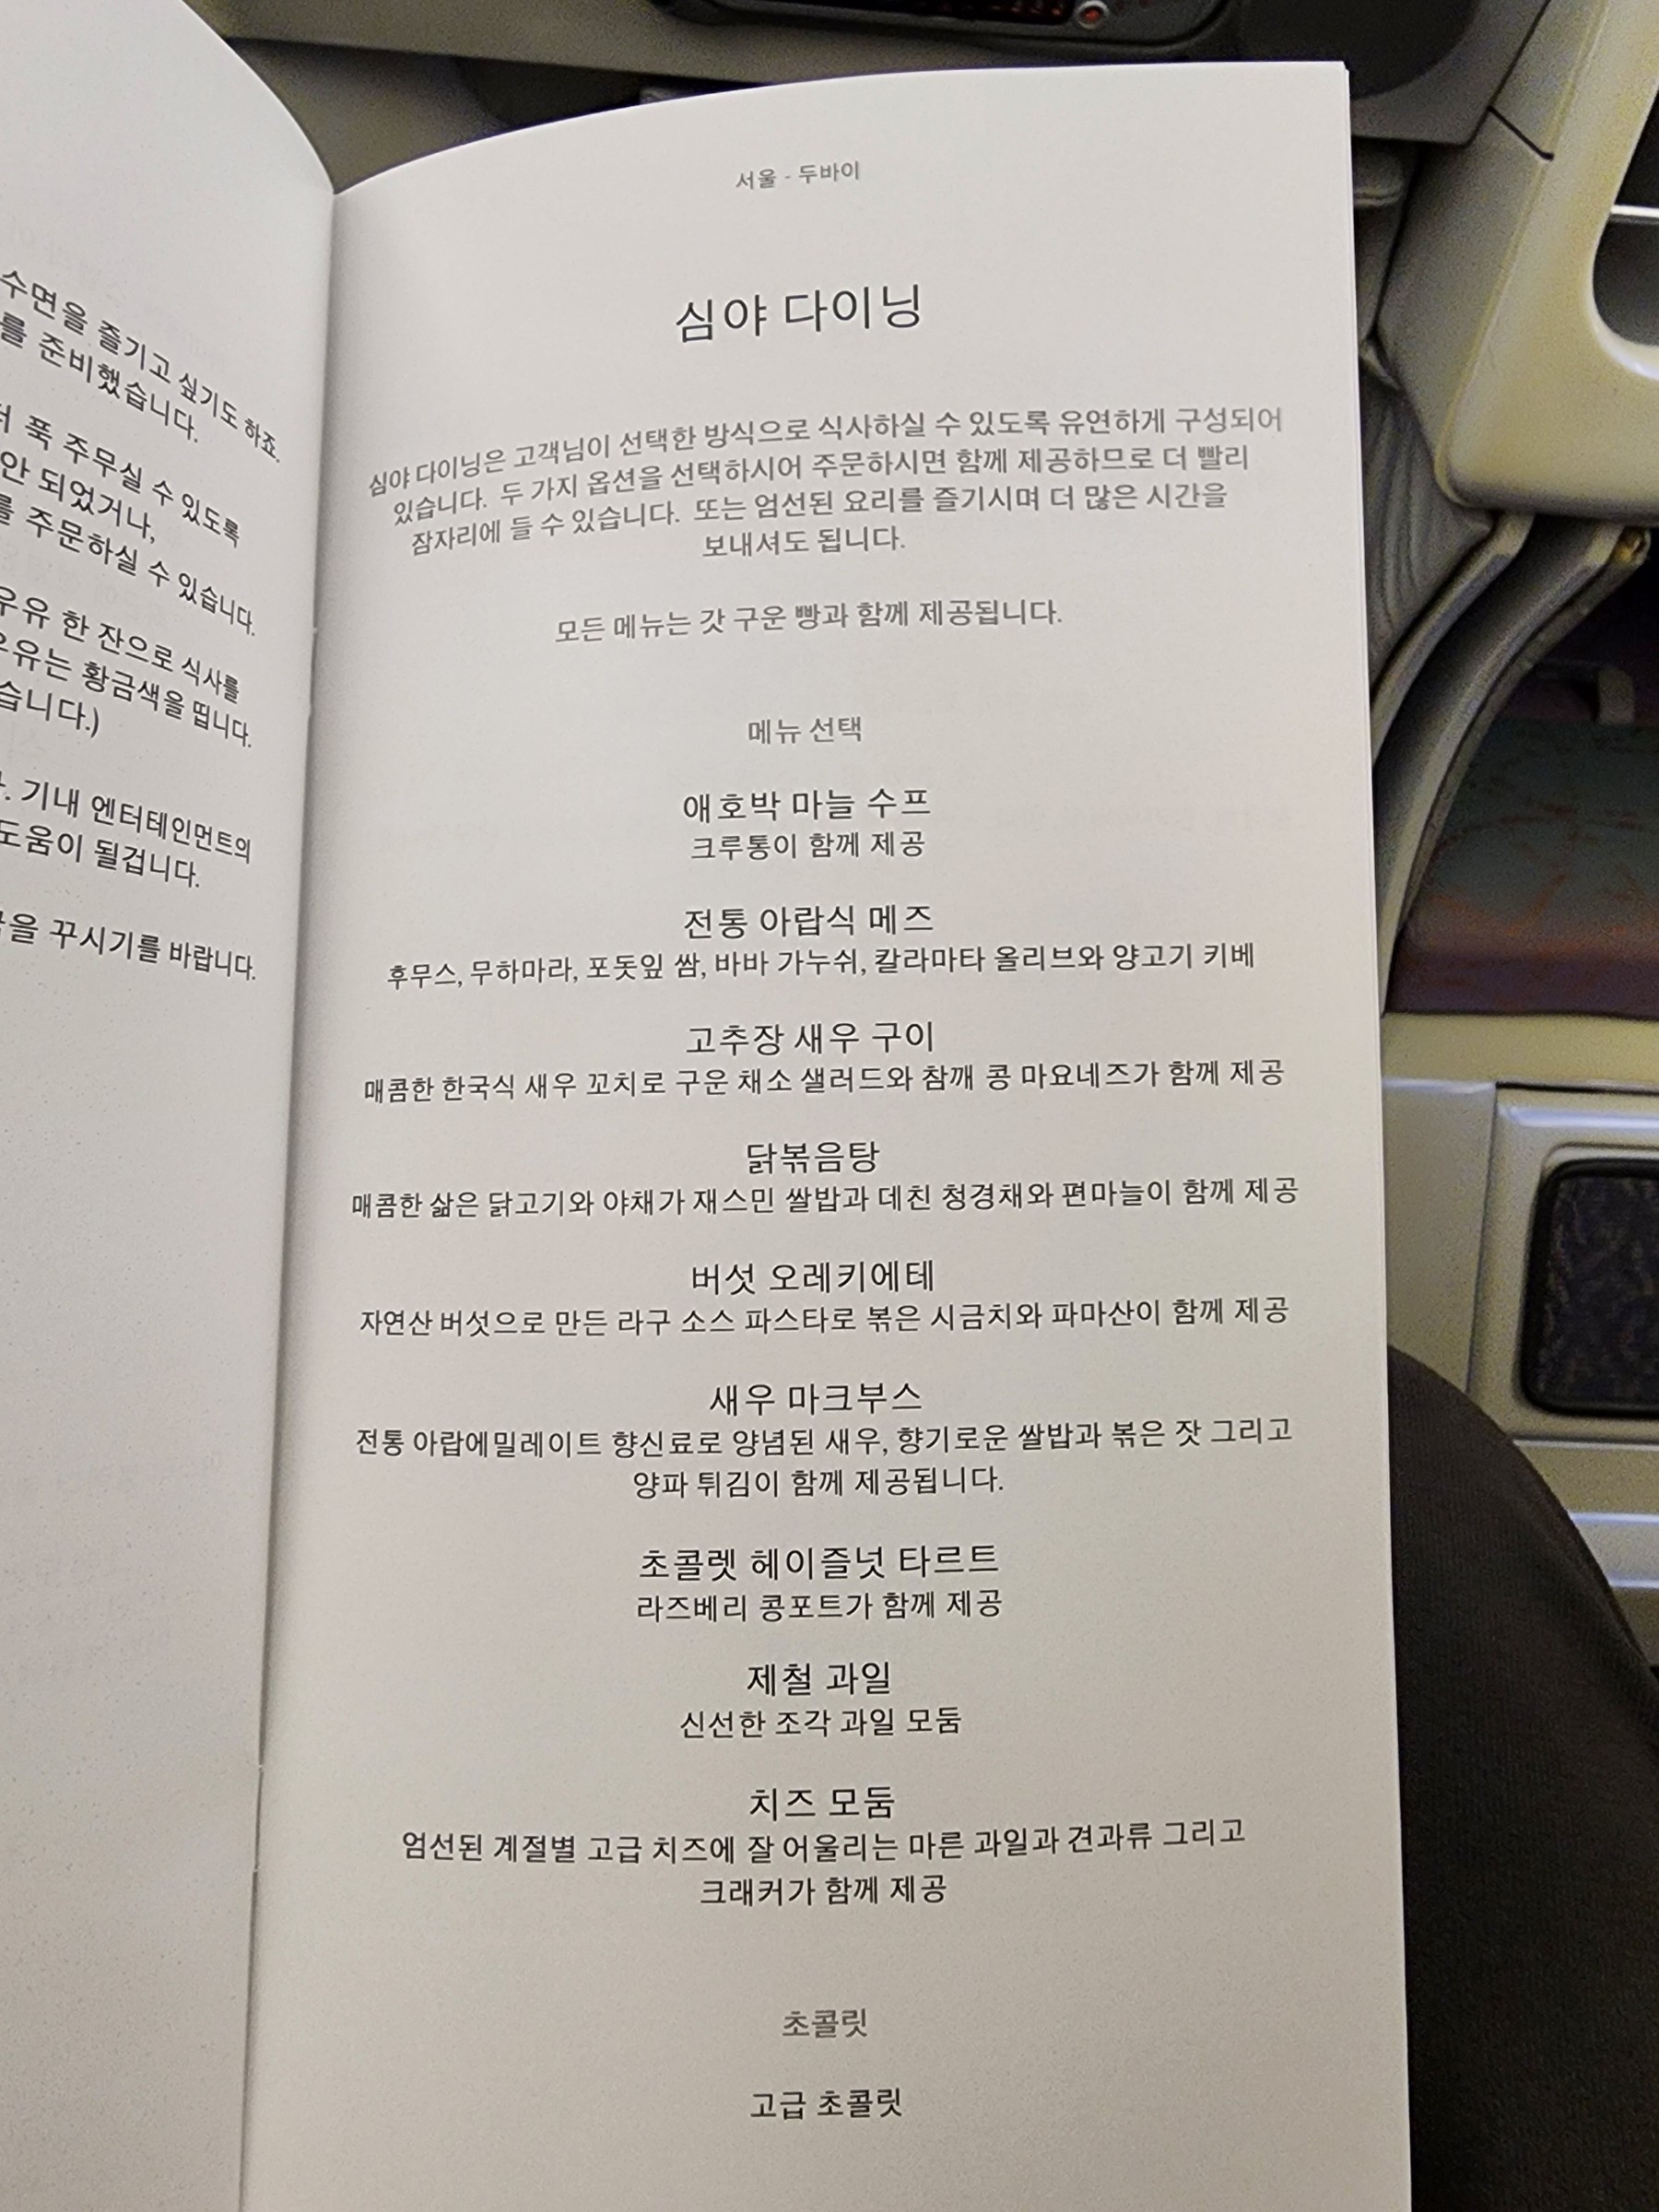 수면을 즐기고 싶기도 하죠.
를 준비했습니다.
푹 주무실 수 있도록
안 되었거나,
를 주문하실 수 있습니다.
우유 한 잔으로 식사를
우유는 황금색을 띱니다.
습니다.)
기내 엔터테인먼트의
도움이 될겁니다.
꾸시기를 바랍니다.
서울 - 두바이
심야 다이닝
심야 다이닝은 고객님이 선택한 방식으로 식사하실 수 있도록 유연하게 구성되어
있습니다. 두 가지 옵션을 선택하시어 주문하시면 함께 제공하므로 더 빨리
잠자리에 들 수 있습니다. 또는 엄선된 요리를 즐기시며 더 많은 시간을
보내셔도 됩니다.
모든 메뉴는 갓 구운 빵과 함께 제공됩니다.
메뉴 선택
애호박 마늘 수프
크루통이 함께 제공
전통 아랍식 메즈
후무스, 무하마라, 포돗잎 쌈, 바바 가누쉬, 칼라마타 올리브와 양고기 키베
고추장 새우 구이
매콤한 한국식 새우 꼬치로 구운 채소 샐러드와 참깨 콩 마요네즈가 함께 제공
닭볶음탕
매콤한 삶은 닭고기와 야채가 재스민 쌀밥과 데친 청경채와 편마늘이 함께 제공
버섯 오레키에테
자연산 버섯으로 만든 라구 소스 파스타로 볶은 시금치와 파마산이 함께 제공
새우 마크부스
전통 아랍에밀레이트 향신료로 양념된 새우, 향기로운 쌀밥과 볶은 잣 그리고
양파 튀김이 함께 제공됩니다.
초콜렛 헤이즐넛 타르트
라즈베리 콩포트가 함께 제공
제철 과일
신선한 조각 과일 모둠
치즈 모둠
엄선된 계절별 고급 치즈에 잘 어울리는 마른 과일과 견과류 그리고
크래커가 함께 제공
초콜릿
고급 초콜릿